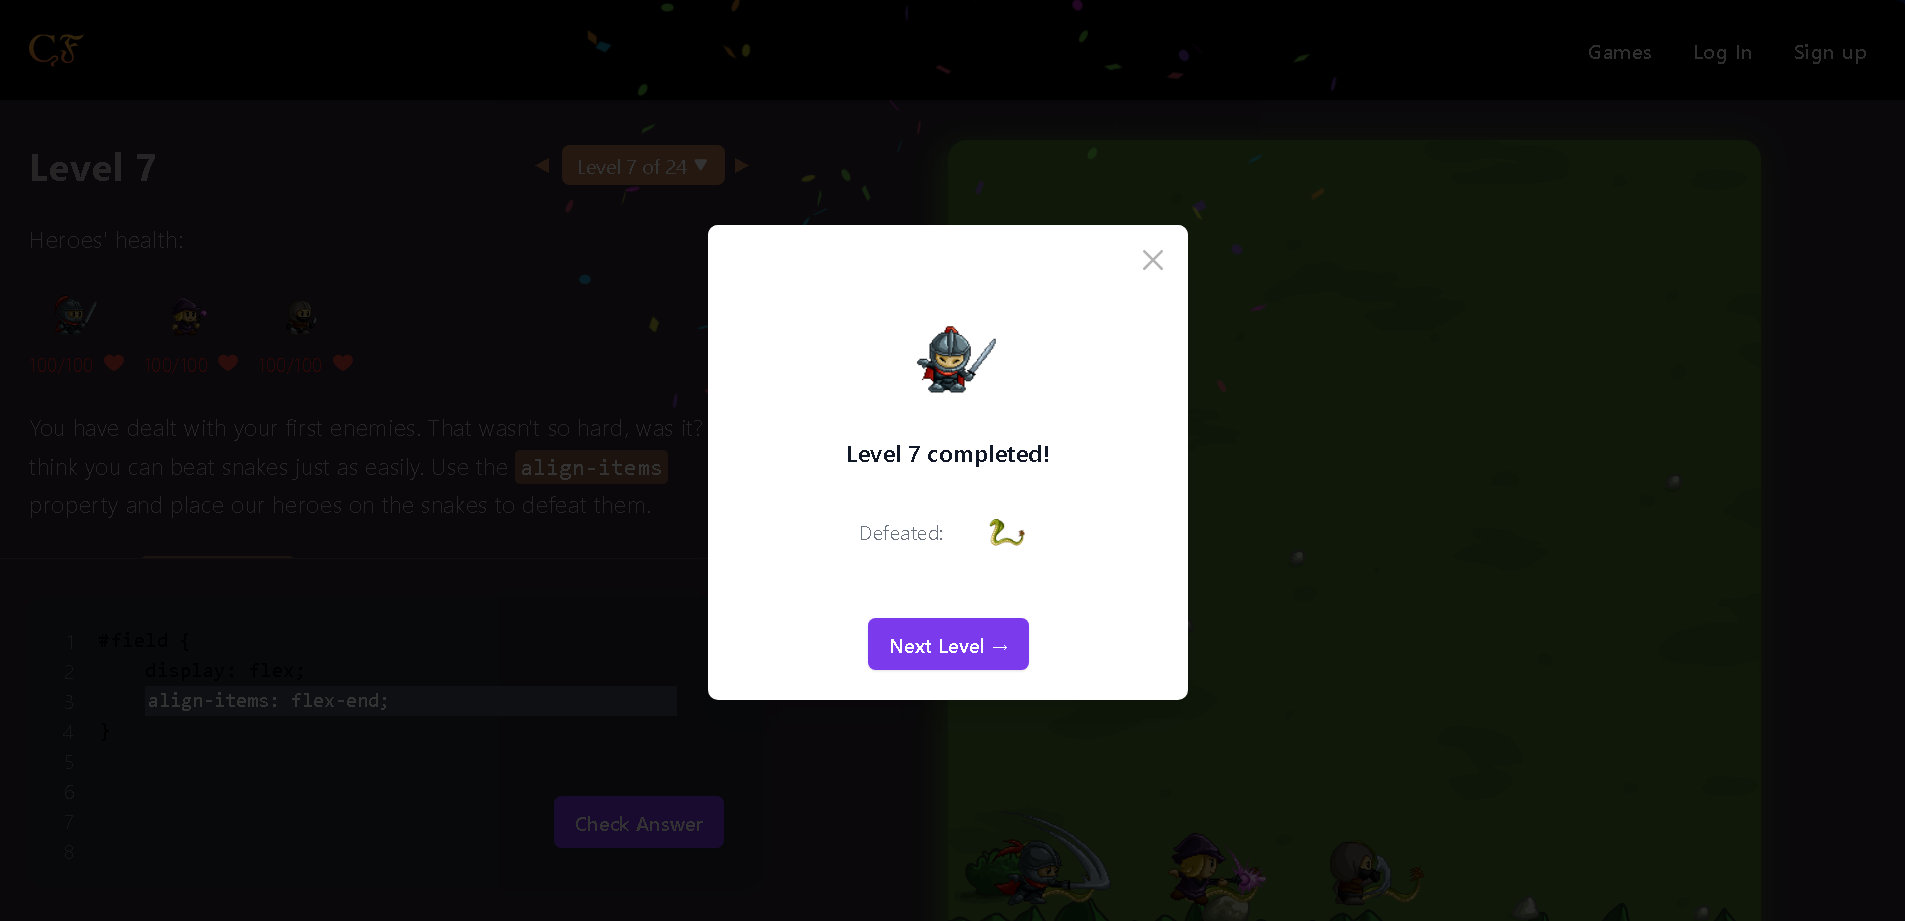 CF
Games
Log In
Sign up
Level 7
Level 7 of 24 ▼
Heroes' health:
100/100 100/100 100/100
You have dealt with your first enemies. That wasn't so hard, was it?
think you can beat snakes just as easily. Use the align-items
property and place our heroes on the snakes to defeat them.
1 #field {
2 display: flex;
3 align-items: flex-end;
4 }
5
6
7
8
Check Answer
Level 7 completed!
Defeated:
Next Level →